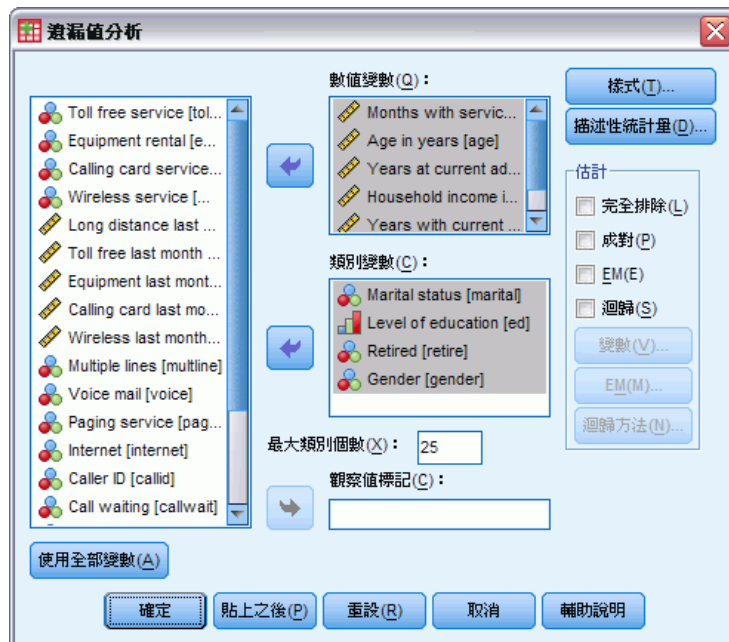 遺漏值分析
Toll free service [tol...
Equipment rental [e...
Calling card service...
Wireless service [...
Long distance last ...
Toll free last month ...
Equipment last mont...
Calling card last mo...
Wireless last month...
Multiple lines [multline]
Voice mail [voice]
Paging service [pag...
Internet [internet]
Caller ID [callid]
Call waiting [callwait]
使用全部變數(A)
數值變數(Q)：
Months with servic...
Age in years [age]
Years at current ad...
Household income i...
Years with current ...
類別變數(C)：
Marital status [marital]
Level of education [ed]
Retired [retire]
Gender [gender]
最大類別個數(X)： 25
觀察值標記(C)：
樣式(T)...
描述性統計量(D)...
估計
完全排除(L)
成對(P)
EM(E)
迴歸(S)
變數(V)...
EM(M)...
迴歸方法(N)...
確定
貼上之後(P)
重設(R)
取消
輔助說明